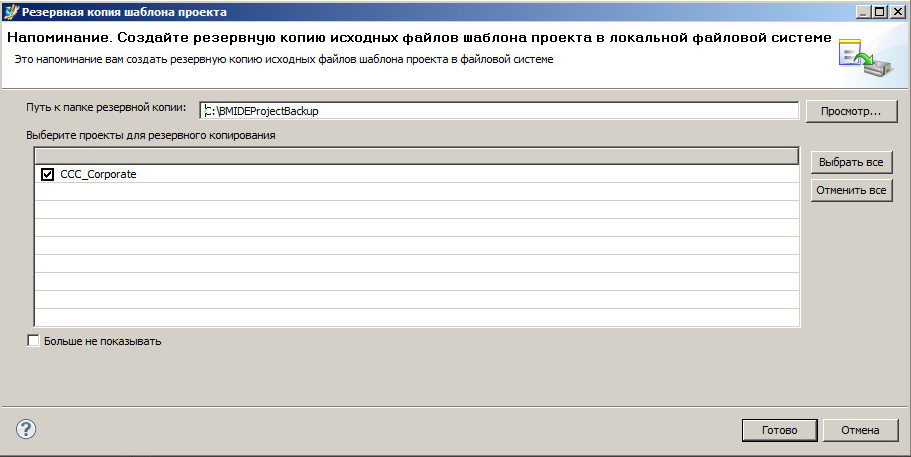 Резервная копия шаблона проекта
Напоминание. Создайте резервную копию исходных файлов шаблона проекта в локальной файловой системе
Это напоминание вам создать резервную копию исходных файлов шаблона проекта в файловой системе
Путь к папке резервной копии: C:\BMIDEProjectBackup Просмотр...
Выберите проекты для резервного копирования
Выбрать все
CCC_Corporate
Отменить все
Больше не показывать
? Готово Отмена